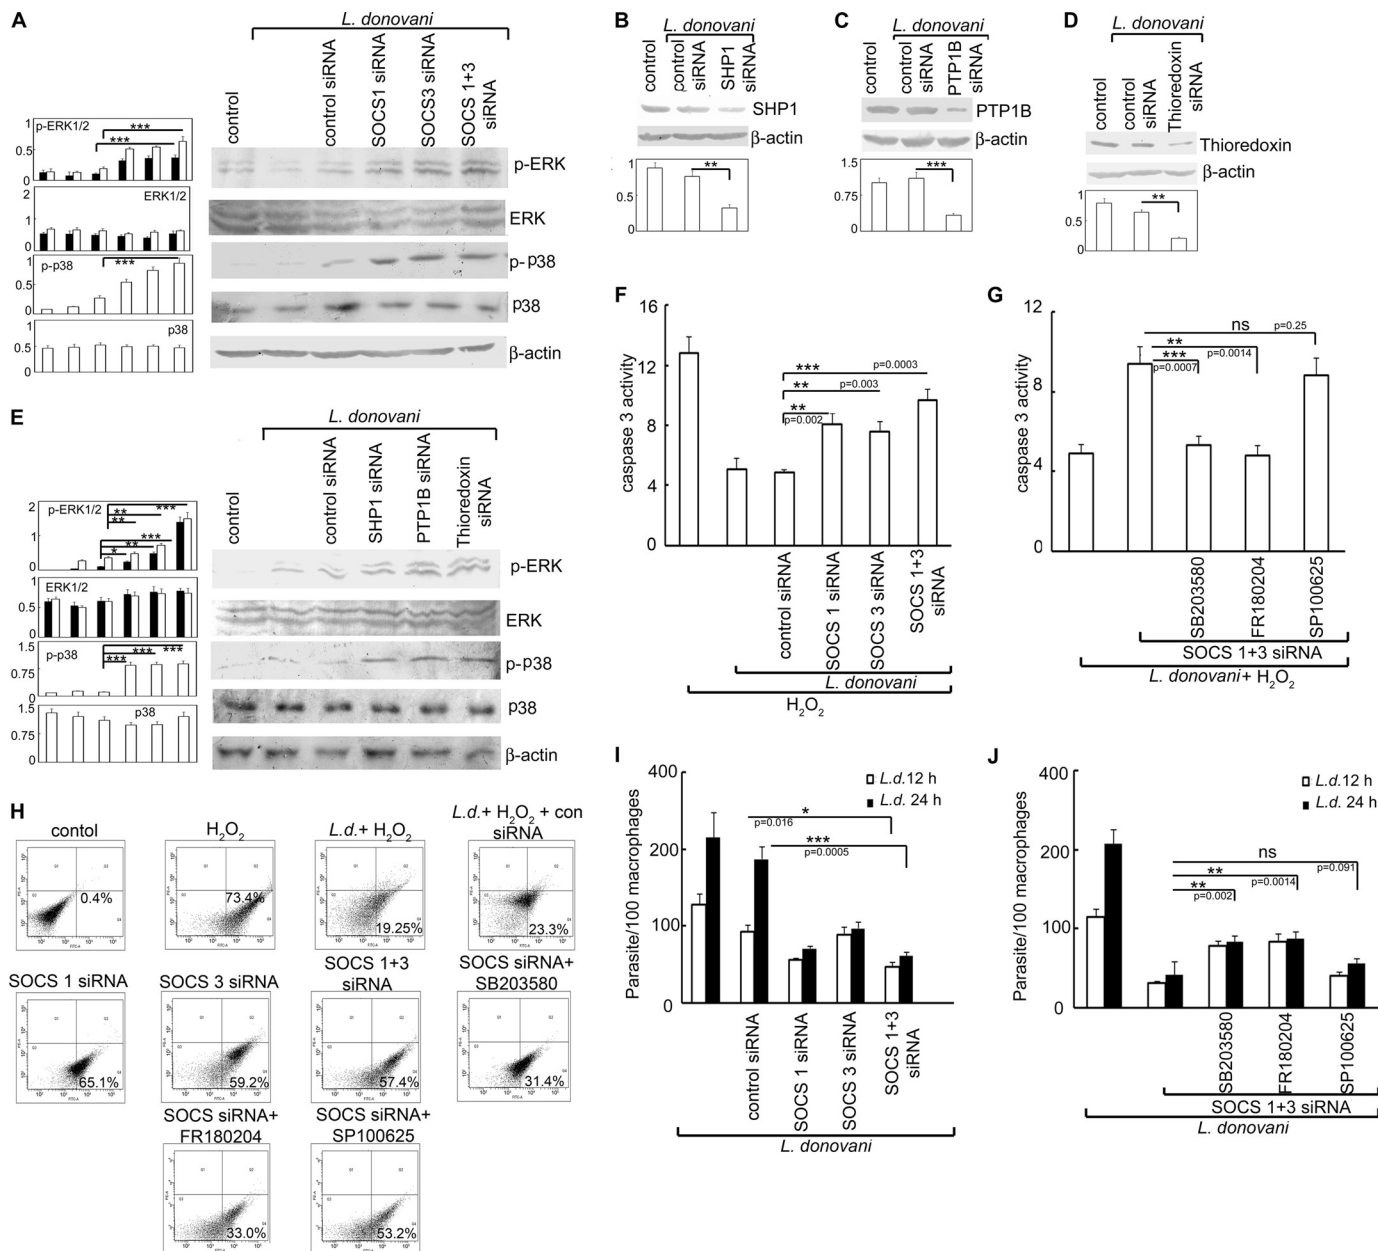 A
L. donovani
control
control siRNA
SOCS1 siRNA
SOCS3 siRNA
SOCS 1+3
siRNA
1
p-ERK1/2
***
***
0.5
0
2
ERK1/2
1
0
1
p-p38
***
0.5
0
1
p38
0.5
0
p-ERK
ERK
p-p38
p38
β-actin
B
L. donovani
control
control
siRNA
SHP1
siRNA
SHP1
β-actin
1
**
0.5
0
C
L. donovani
control
control
siRNA
PTP1B
siRNA
PTP1B
β-actin
1.5
***
0.75
0
D
L. donovani
control
control
siRNA
Thioredoxin
siRNA
Thioredoxin
β-actin
1
**
0.5
0
E
L. donovani
control
control siRNA
SHP1 siRNA
PTP1B siRNA
Thioredoxin
siRNA
2
p-ERK1/2
***
**
**
1
***
**
*
0
1
ERK1/2
0.5
0
1.5
p-p38
***
***
***
0.75
0
1.5
p38
0.75
0
p-ERK
ERK
p-p38
p38
β-actin
F
16
12
8
4
0
caspase 3 activity
***
p=0.0003
**
p=0.003
**
p=0.002
control siRNA
SOCS 1 siRNA
SOCS 3 siRNA
SOCS 1+3
siRNA
L. donovani
H2O2
G
12
8
4
0
caspase 3 activity
ns
p=0.25
**
p=0.0014
***
p=0.0007
SB203580
FR180204
SP100625
SOCS 1+3 siRNA
L. donovani+ H2O2
H
contol
0.4%
H2O2
73.4%
L.d.+ H2O2
19.25%
L.d.+ H2O2 + con
siRNA
23.3%
SOCS 1 siRNA
65.1%
SOCS 3 siRNA
59.2%
SOCS 1+3
siRNA
57.4%
SOCS siRNA+
SB203580
31.4%
SOCS siRNA+
FR180204
33.0%
SOCS siRNA+
SP100625
53.2%
I
400
200
100
0
Parasite/100 macrophages
L.d.12 h
L.d. 24 h
*
p=0.016
***
p=0.0005
control siRNA
SOCS 1 siRNA
SOCS 3 siRNA
SOCS 1+3
siRNA
L. donovani
J
400
200
100
0
Parasite/100 macrophages
L.d.12 h
L.d. 24 h
ns
p=0.091
**
p=0.0014
**
p=0.002
SB203580
FR180204
SP100625
SOCS 1+3 siRNA
L. donovani